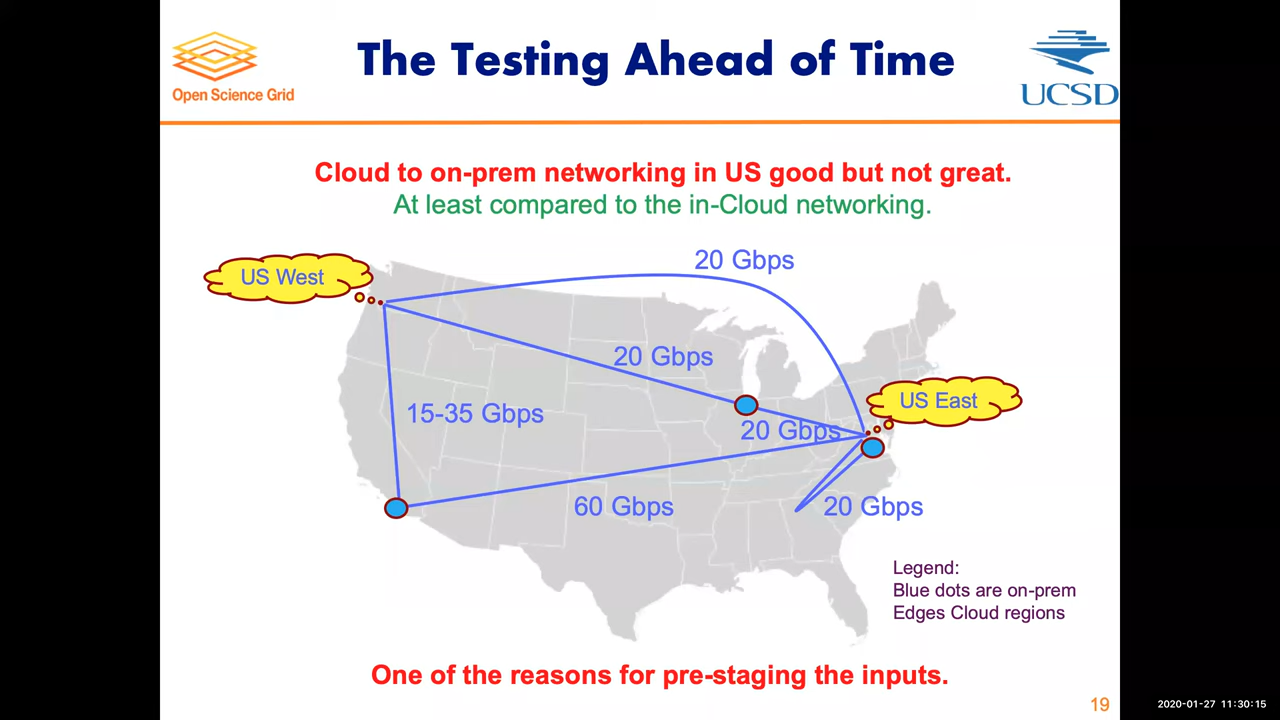 The Testing Ahead of Time
Open Science Grid
UCSD
Cloud to on-prem networking in US good but not great.
At least compared to the in-Cloud networking.
20 Gbps
US West
20 Gbps
US East
15-35 Gbps
20 Gbps
60 Gbps
20 Gbps
Legend:
Blue dots are on-prem
Edges Cloud regions
One of the reasons for pre-staging the inputs.
19
2020-01-27 11:30:15